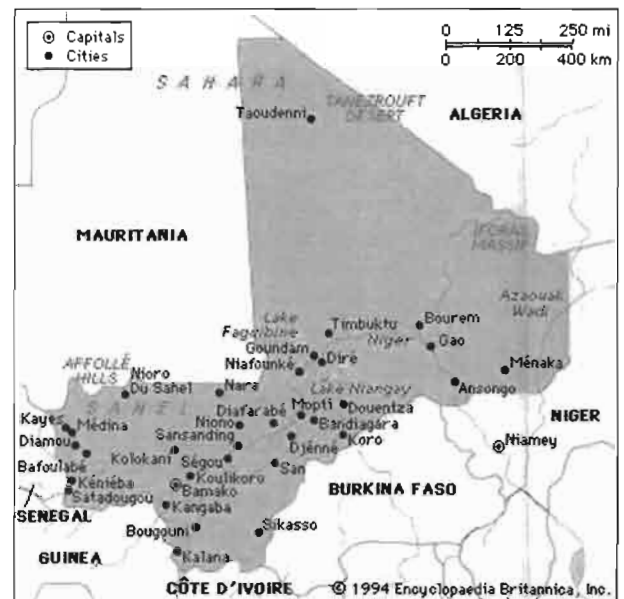 Capitals
Cities
0 125 250 mi
0 200 400 km
SAHARA
Taoudenni
TANEZROUFT
DESERT
ALGERIA
MAURITANIA
IFORAS
MASSIF
Azaouak
Wadi
Lake
Faguibine
Timbuktu
Bourem
Niger
Gao
Goundam
Diré
Niafounké
Ménaka
AFFOLLÉ
HILLS
Nioro
Du Sahel
Nara
Lake Niangay
Ansongo
SAHEL
Diafarabé
Mopti
Douentza
NIGER
Kayes
Médina
Niono
Bandiagara
Diamou
Sansanding
Djénné
Koro
Niamey
Kolokani
Bafoulabé
Ségou
San
Kéniéba
Koulikoro
BURKINA FASO
Satadougou
Bamako
SENEGAL
Kangaba
Bougouni
Sikasso
GUINEA
Kalana
CÔTE D'IVOIRE
© 1994 Encyclopaedia Britannica, Inc.